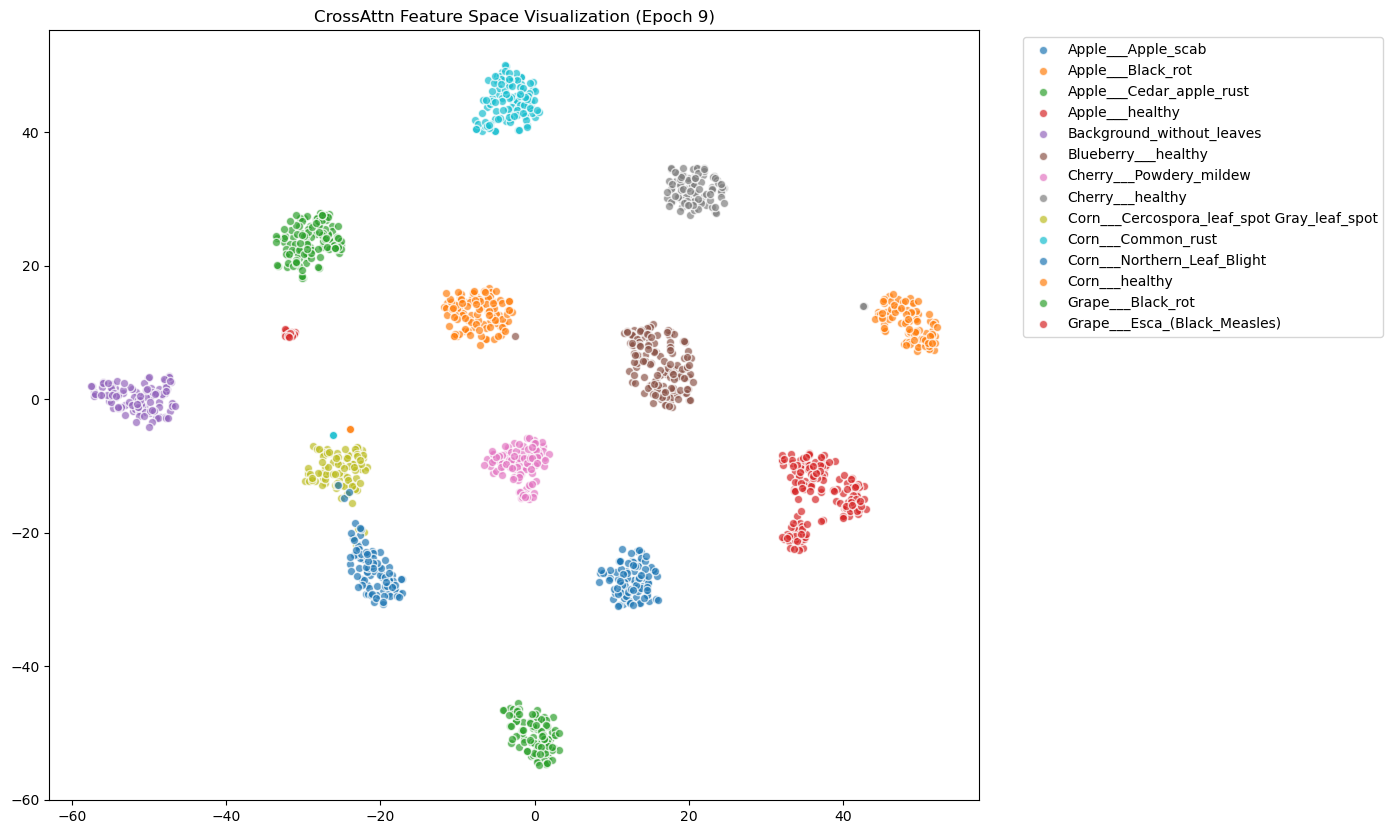 CrossAttn Feature Space Visualization (Epoch 9)
Apple___Apple_scab
Apple___Black_rot
Apple___Cedar_apple_rust
Apple___healthy
Background_without_leaves
Blueberry___healthy
Cherry___Powdery_mildew
Cherry___healthy
Corn___Cercospora_leaf_spot Gray_leaf_spot
Corn___Common_rust
Corn___Northern_Leaf_Blight
Corn___healthy
Grape___Black_rot
Grape___Esca_(Black_Measles)
40
20
0
−20
−40
−60
−60 −40 −20 0 20 40